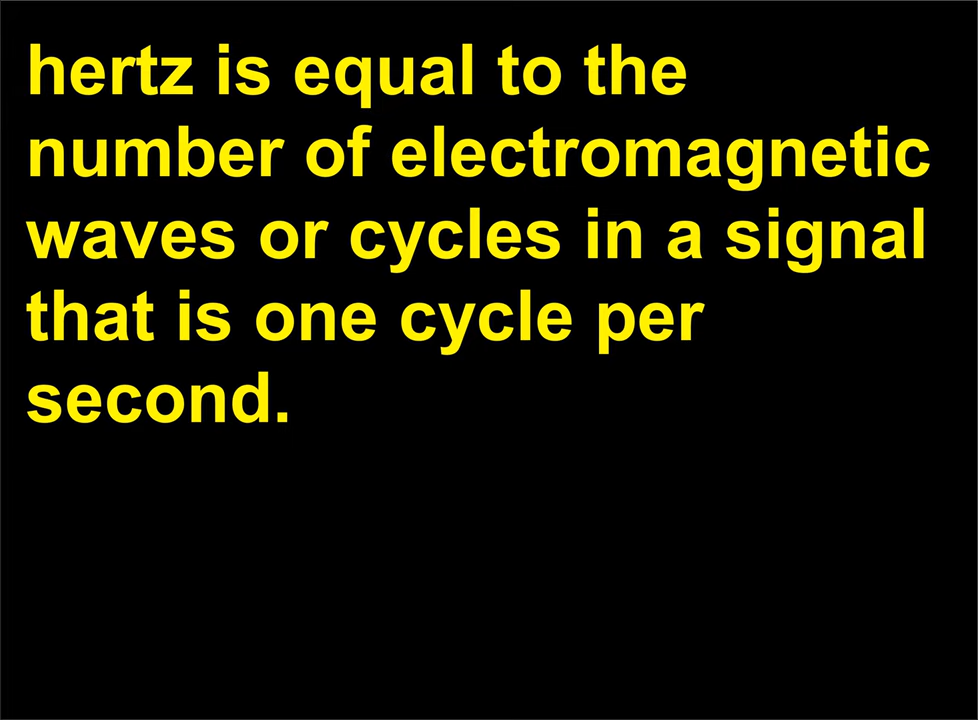 hertz is equal to the
number of electromagnetic
waves or cycles in a signal
that is one cycle per
second.